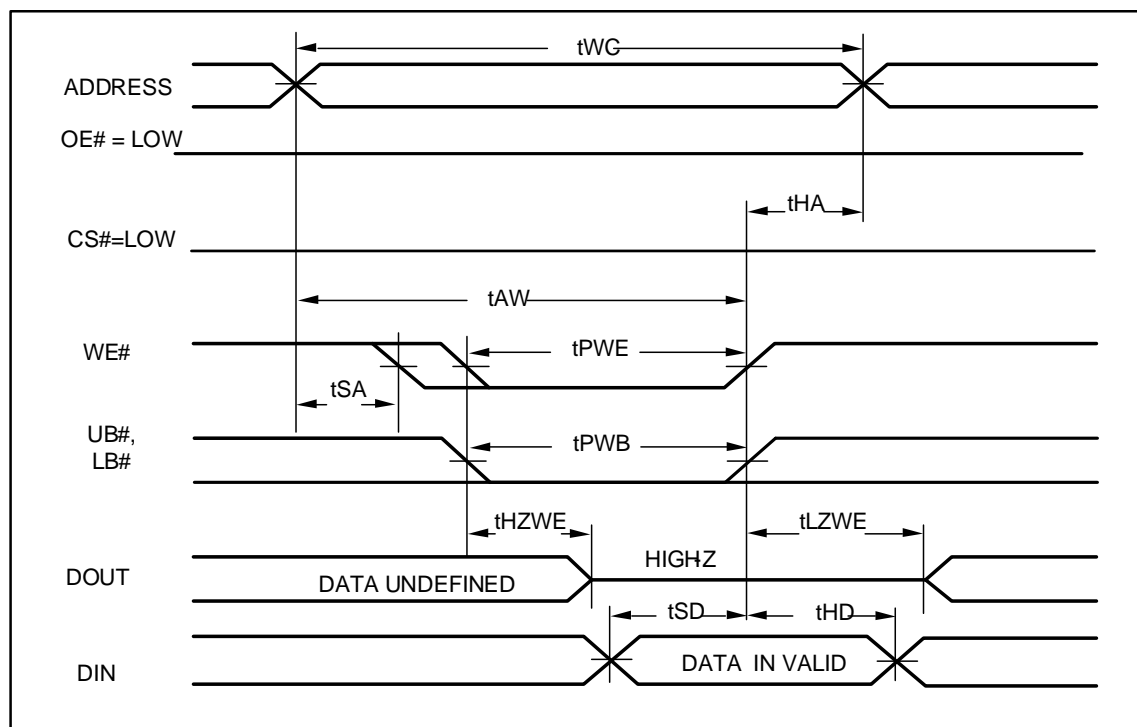 tWC
ADDRESS
OE# = LOW
tHA
CS#=LOW
tAW
WE#
tPWE
tSA
UB#,
LB#
tPWB
tHZWE
tLZWE
DOUT
DATA UNDEFINED
HIGH-Z
tSD
tHD
DIN
DATA IN VALID